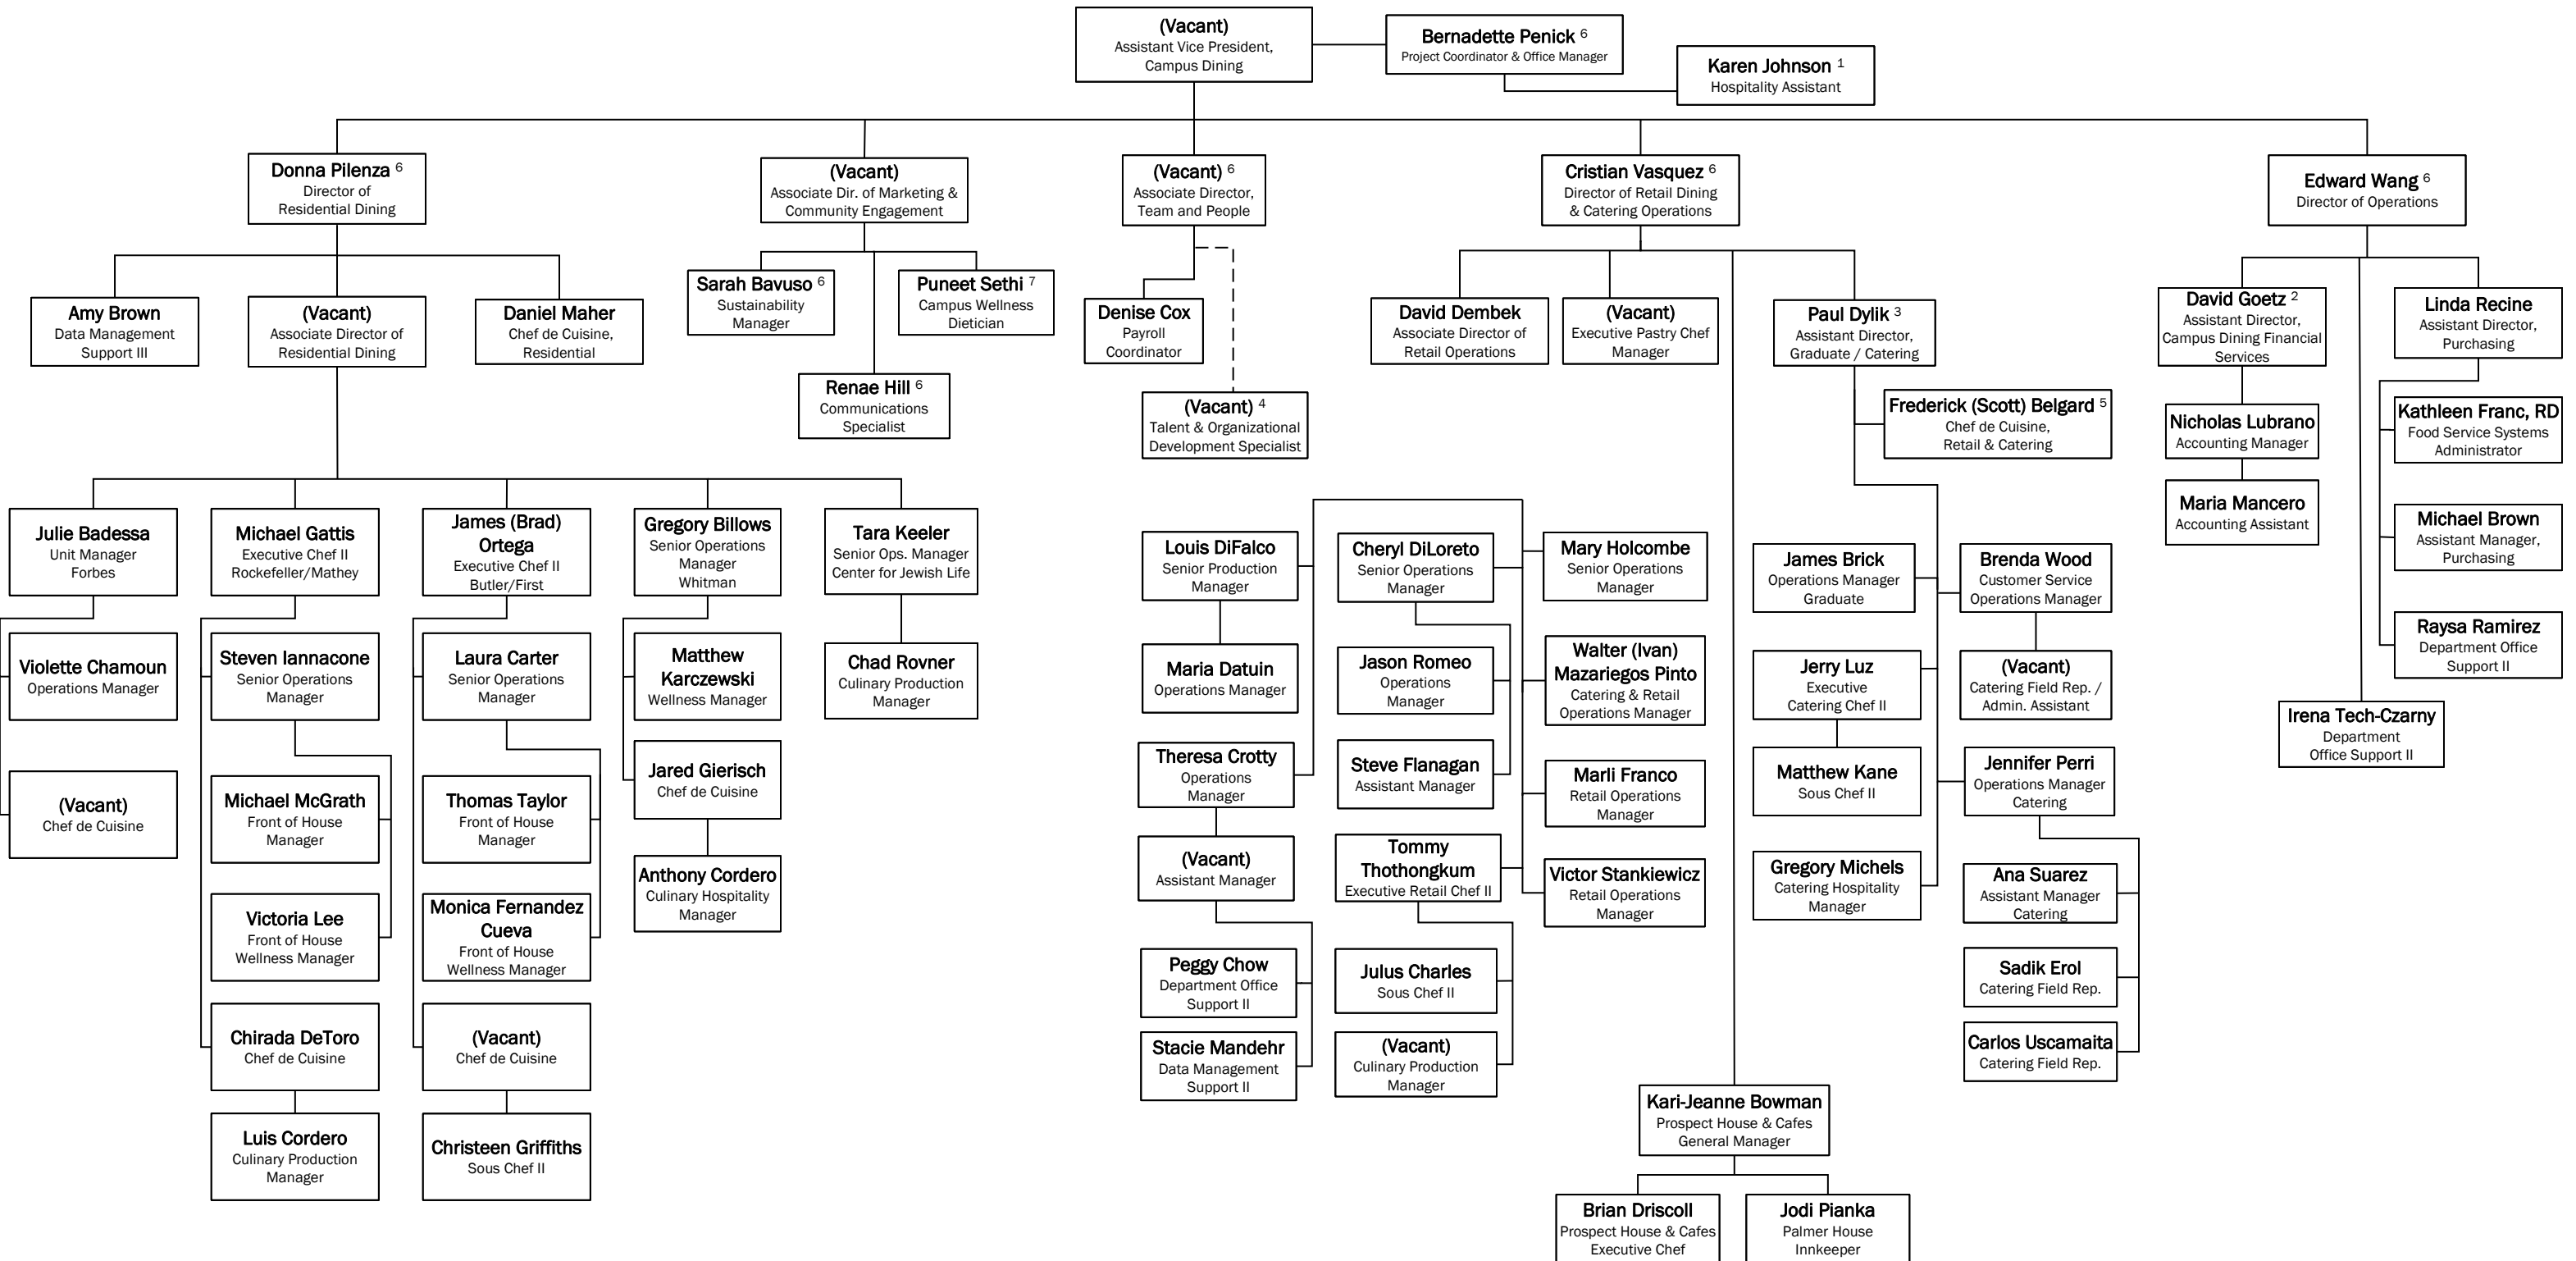 (Vacant)
Assistant Vice President,
Campus Dining
Bernadette Penick 6
Project Coordinator & Office Manager
Karen Johnson 1
Hospitality Assistant
Donna Pilenza 6
Director of
Residential Dining
(Vacant)
Associate Dir. of Marketing &
Community Engagement
(Vacant) 6
Associate Director,
Team and People
Cristian Vasquez 6
Director of Retail Dining
& Catering Operations
Edward Wang 6
Director of Operations
Amy Brown
Data Management
Support III
(Vacant)
Associate Director of
Residential Dining
Daniel Maher
Chef de Cuisine,
Residential
Sarah Bavuso 6
Sustainability
Manager
Puneet Sethi 7
Campus Wellness
Dietician
Renae Hill 6
Communications
Specialist
Denise Cox
Payroll
Coordinator
(Vacant) 4
Talent & Organizational
Development Specialist
David Dembek
Associate Director of
Retail Operations
(Vacant)
Executive Pastry Chef
Manager
Paul Dylik 3
Assistant Director,
Graduate / Catering
Frederick (Scott) Belgard 5
Chef de Cuisine,
Retail & Catering
David Goetz 2
Assistant Director,
Campus Dining Financial
Services
Linda Recine
Assistant Director,
Purchasing
Nicholas Lubrano
Accounting Manager
Maria Mancero
Accounting Assistant
Kathleen Franc, RD
Food Service Systems
Administrator
Michael Brown
Assistant Manager,
Purchasing
Raysa Ramirez
Department Office
Support II
Irena Tech-Czarny
Department
Office Support II
Julie Badessa
Unit Manager
Forbes
Michael Gattis
Executive Chef II
Rockefeller/Mathey
James (Brad)
Ortega
Executive Chef II
Butler/First
Gregory Billows
Senior Operations
Manager
Whitman
Tara Keeler
Senior Ops. Manager
Center for Jewish Life
Violette Chamoun
Operations Manager
(Vacant)
Chef de Cuisine
Steven Iannacone
Senior Operations
Manager
Michael McGrath
Front of House
Manager
Victoria Lee
Front of House
Wellness Manager
Chirada DeToro
Chef de Cuisine
Luis Cordero
Culinary Production
Manager
Laura Carter
Senior Operations
Manager
Thomas Taylor
Front of House
Manager
Monica Fernandez
Cueva
Front of House
Wellness Manager
(Vacant)
Chef de Cuisine
Christeen Griffiths
Sous Chef II
Matthew
Karczewski
Wellness Manager
Jared Gierisch
Chef de Cuisine
Anthony Cordero
Culinary Hospitality
Manager
Chad Rovner
Culinary Production
Manager
Louis DiFalco
Senior Production
Manager
Maria Datuin
Operations Manager
Theresa Crotty
Operations
Manager
(Vacant)
Assistant Manager
Peggy Chow
Department Office
Support II
Stacie Mandehr
Data Management
Support II
Cheryl DiLoreto
Senior Operations
Manager
Jason Romeo
Operations
Manager
Steve Flanagan
Assistant Manager
Tommy
Thothongkum
Executive Retail Chef II
Julus Charles
Sous Chef II
(Vacant)
Culinary Production
Manager
Mary Holcombe
Senior Operations
Manager
Walter (Ivan)
Mazariegos Pinto
Catering & Retail
Operations Manager
Marli Franco
Retail Operations
Manager
Victor Stankiewicz
Retail Operations
Manager
James Brick
Operations Manager
Graduate
Jerry Luz
Executive
Catering Chef II
Matthew Kane
Sous Chef II
Gregory Michels
Catering Hospitality
Manager
Brenda Wood
Customer Service
Operations Manager
(Vacant)
Catering Field Rep. /
Admin. Assistant
Jennifer Perri
Operations Manager
Catering
Ana Suarez
Assistant Manager
Catering
Sadik Erol
Catering Field Rep.
Carlos Uscamaita
Catering Field Rep.
Kari-Jeanne Bowman
Prospect House & Cafes
General Manager
Brian Driscoll
Prospect House & Cafes
Executive Chef
Jodi Pianka
Palmer House
Innkeeper